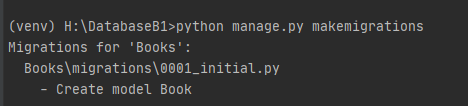 (venv) H:\DatabaseB1>python manage.py makemigrations
Migrations for 'Books':
  Books\migrations\0001_initial.py
    - Create model Book